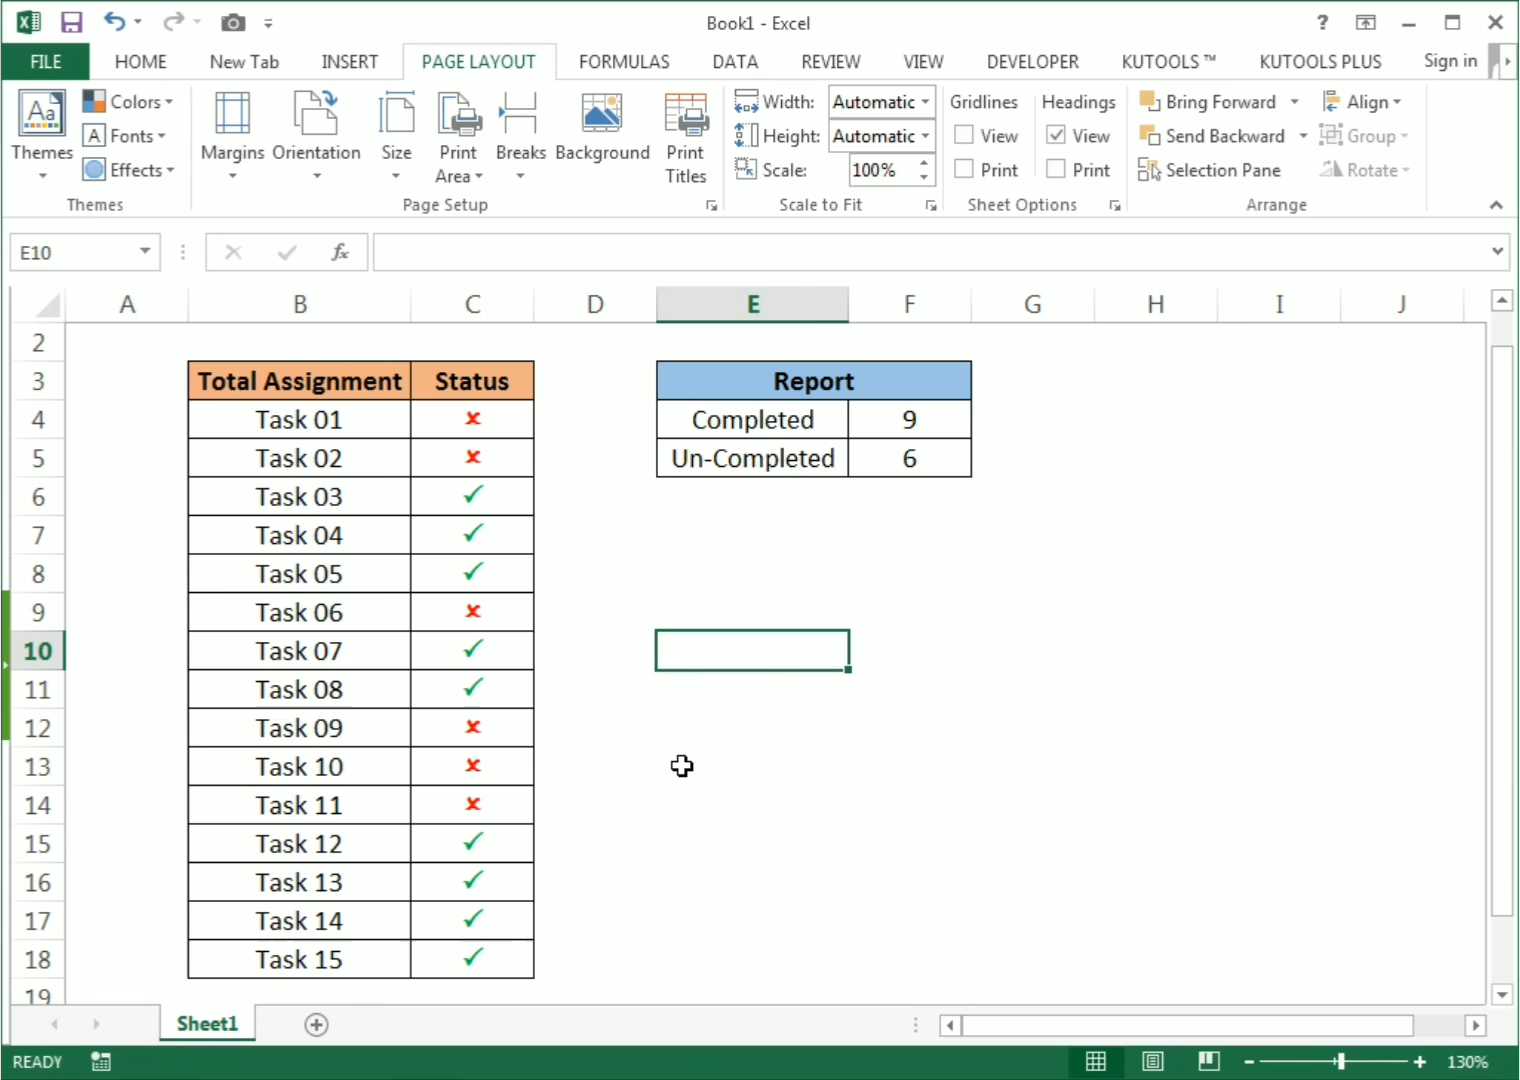 Book1 - Excel
?
FILE HOME New Tab INSERT PAGE LAYOUT FORMULAS DATA REVIEW VIEW DEVELOPER KUTOOLS ™ KUTOOLS PLUS Sign in
Aa Colors Width: Automatic Gridlines Headings Bring Forward Align
A Fonts Height: Automatic View View Send Backward Group
Themes Margins Orientation Size Print Area Breaks Background Print Titles
Effects Scale: 100% Print Print Selection Pane Rotate
Themes Page Setup Scale to Fit Sheet Options Arrange
E10 fx
A B C D E F G H I J
2
3 Total Assignment Status Report
4 Task 01 ✘ Completed 9
5 Task 02 ✘ Un-Completed 6
6 Task 03 ✓
7 Task 04 ✓
8 Task 05 ✓
9 Task 06 ✘
10 Task 07 ✓
11 Task 08 ✓
12 Task 09 ✘
13 Task 10 ✘
14 Task 11 ✘
15 Task 12 ✓
16 Task 13 ✓
17 Task 14 ✓
18 Task 15 ✓
19
Sheet1
READY 130%